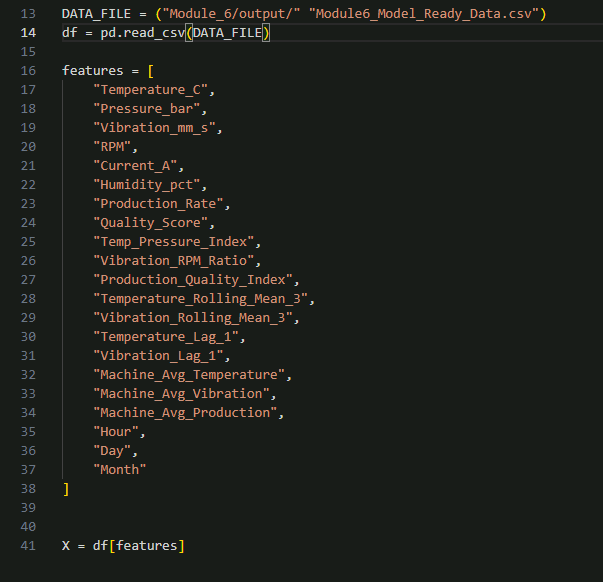 13 DATA_FILE = ("Module_6/output/" "Module6_Model_Ready_Data.csv")
14 df = pd.read_csv(DATA_FILE)
15
16 features = [
17     "Temperature_C",
18     "Pressure_bar",
19     "Vibration_mm_s",
20     "RPM",
21     "Current_A",
22     "Humidity_pct",
23     "Production_Rate",
24     "Quality_Score",
25     "Temp_Pressure_Index",
26     "Vibration_RPM_Ratio",
27     "Production_Quality_Index",
28     "Temperature_Rolling_Mean_3",
29     "Vibration_Rolling_Mean_3",
30     "Temperature_Lag_1",
31     "Vibration_Lag_1",
32     "Machine_Avg_Temperature",
33     "Machine_Avg_Vibration",
34     "Machine_Avg_Production",
35     "Hour",
36     "Day",
37     "Month"
38 ]
39
40
41 X = df[features]